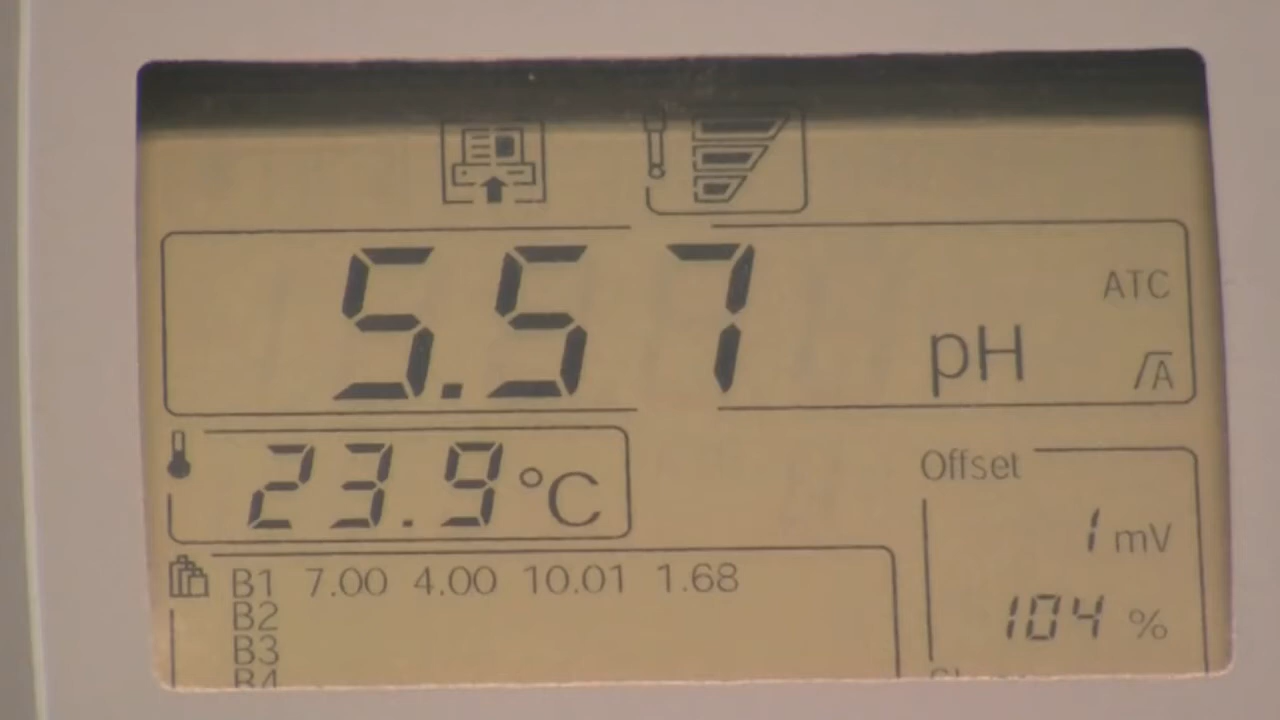 5.57 pH
ATC
/A
23.9 °C
Offset
1 mV
104 %
B1 7.00 4.00 10.01 1.68
B2
B3
B4